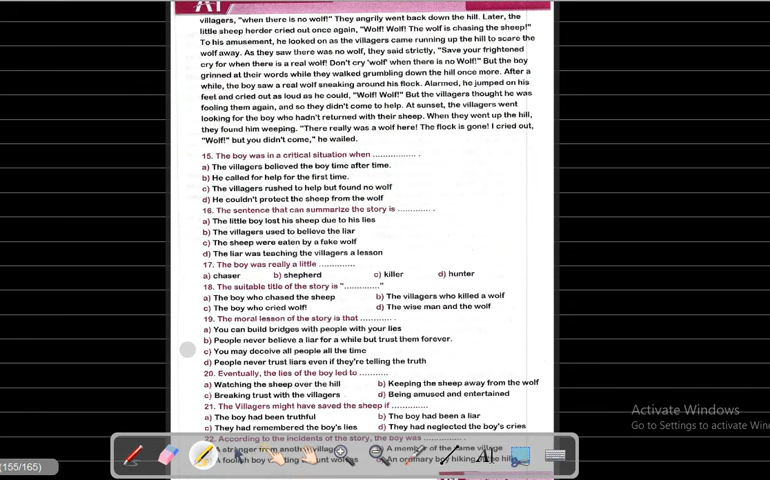 villagers, "when there is no wolf!" They angrily went back down the hill. Later, the
little sheep herder cried out once again, "Wolf! Wolf! The wolf is chasing the sheep!"
To his amusement, he looked on as the villagers came running up the hill to scare the
wolf away. As they saw there was no wolf, they said strictly, "Save your frightened
cry for when there is a real wolf! Don't cry 'wolf' when there is no Wolf!" But the boy
grinned at their words while they walked grumbling down the hill once more. After a
while, the boy saw a real wolf sneaking around his flock. Alarmed, he jumped on his
feet and cried out as loud as he could, "Wolf! Wolf!" But the villagers thought he was
fooling them again, and so they didn't come to help. At sunset, the villagers went
looking for the boy who hadn't returned with their sheep. When they went up the hill,
they found him weeping. "There really was a wolf here! The flock is gone! I cried out,
"Wolf!" but you didn't come," he wailed.
15. The boy was in a critical situation when ................. .
a) The villagers believed the boy time after time.
b) He called for help for the first time.
c) The villagers rushed to help but found no wolf
d) He couldn't protect the sheep from the wolf
16. The sentence that can summarize the story is ............. .
a) The little boy lost his sheep due to his lies
b) The villagers used to believe the liar
c) The sheep were eaten by a fake wolf
d) The liar was teaching the villagers a lesson
17. The boy was really a little .............
a) chaser b) shepherd c) killer d) hunter
18. The suitable title of the story is "............."
a) The boy who chased the sheep b) The villagers who killed a wolf
c) The boy who cried wolf! d) The wise man and the wolf
19. The moral lesson of the story is that ............ .
a) You can build bridges with people with your lies
b) People never believe a liar for a while but trust them forever.
c) You may deceive all people all the time
d) People never trust liars even if they're telling the truth
20. Eventually, the lies of the boy led to ..........
a) Watching the sheep over the hill b) Keeping the sheep away from the wolf
c) Breaking trust with the villagers d) Being amused and entertained
21. The Villagers might have saved the sheep if .............
a) The boy had been truthful b) The boy had been a liar
c) They had remembered the boy's lies d) They had neglected the boy's cries
22. According to the incidents of the story, the boy was .............. .
A stranger from another village A member of the same village
A foolish boy An ordinary boy hiking the hill
Activate Windows
Go to Settings to activate Win
(155/165)